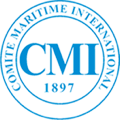 COMITE MARITIME INTERNATIONAL
CMI
1897